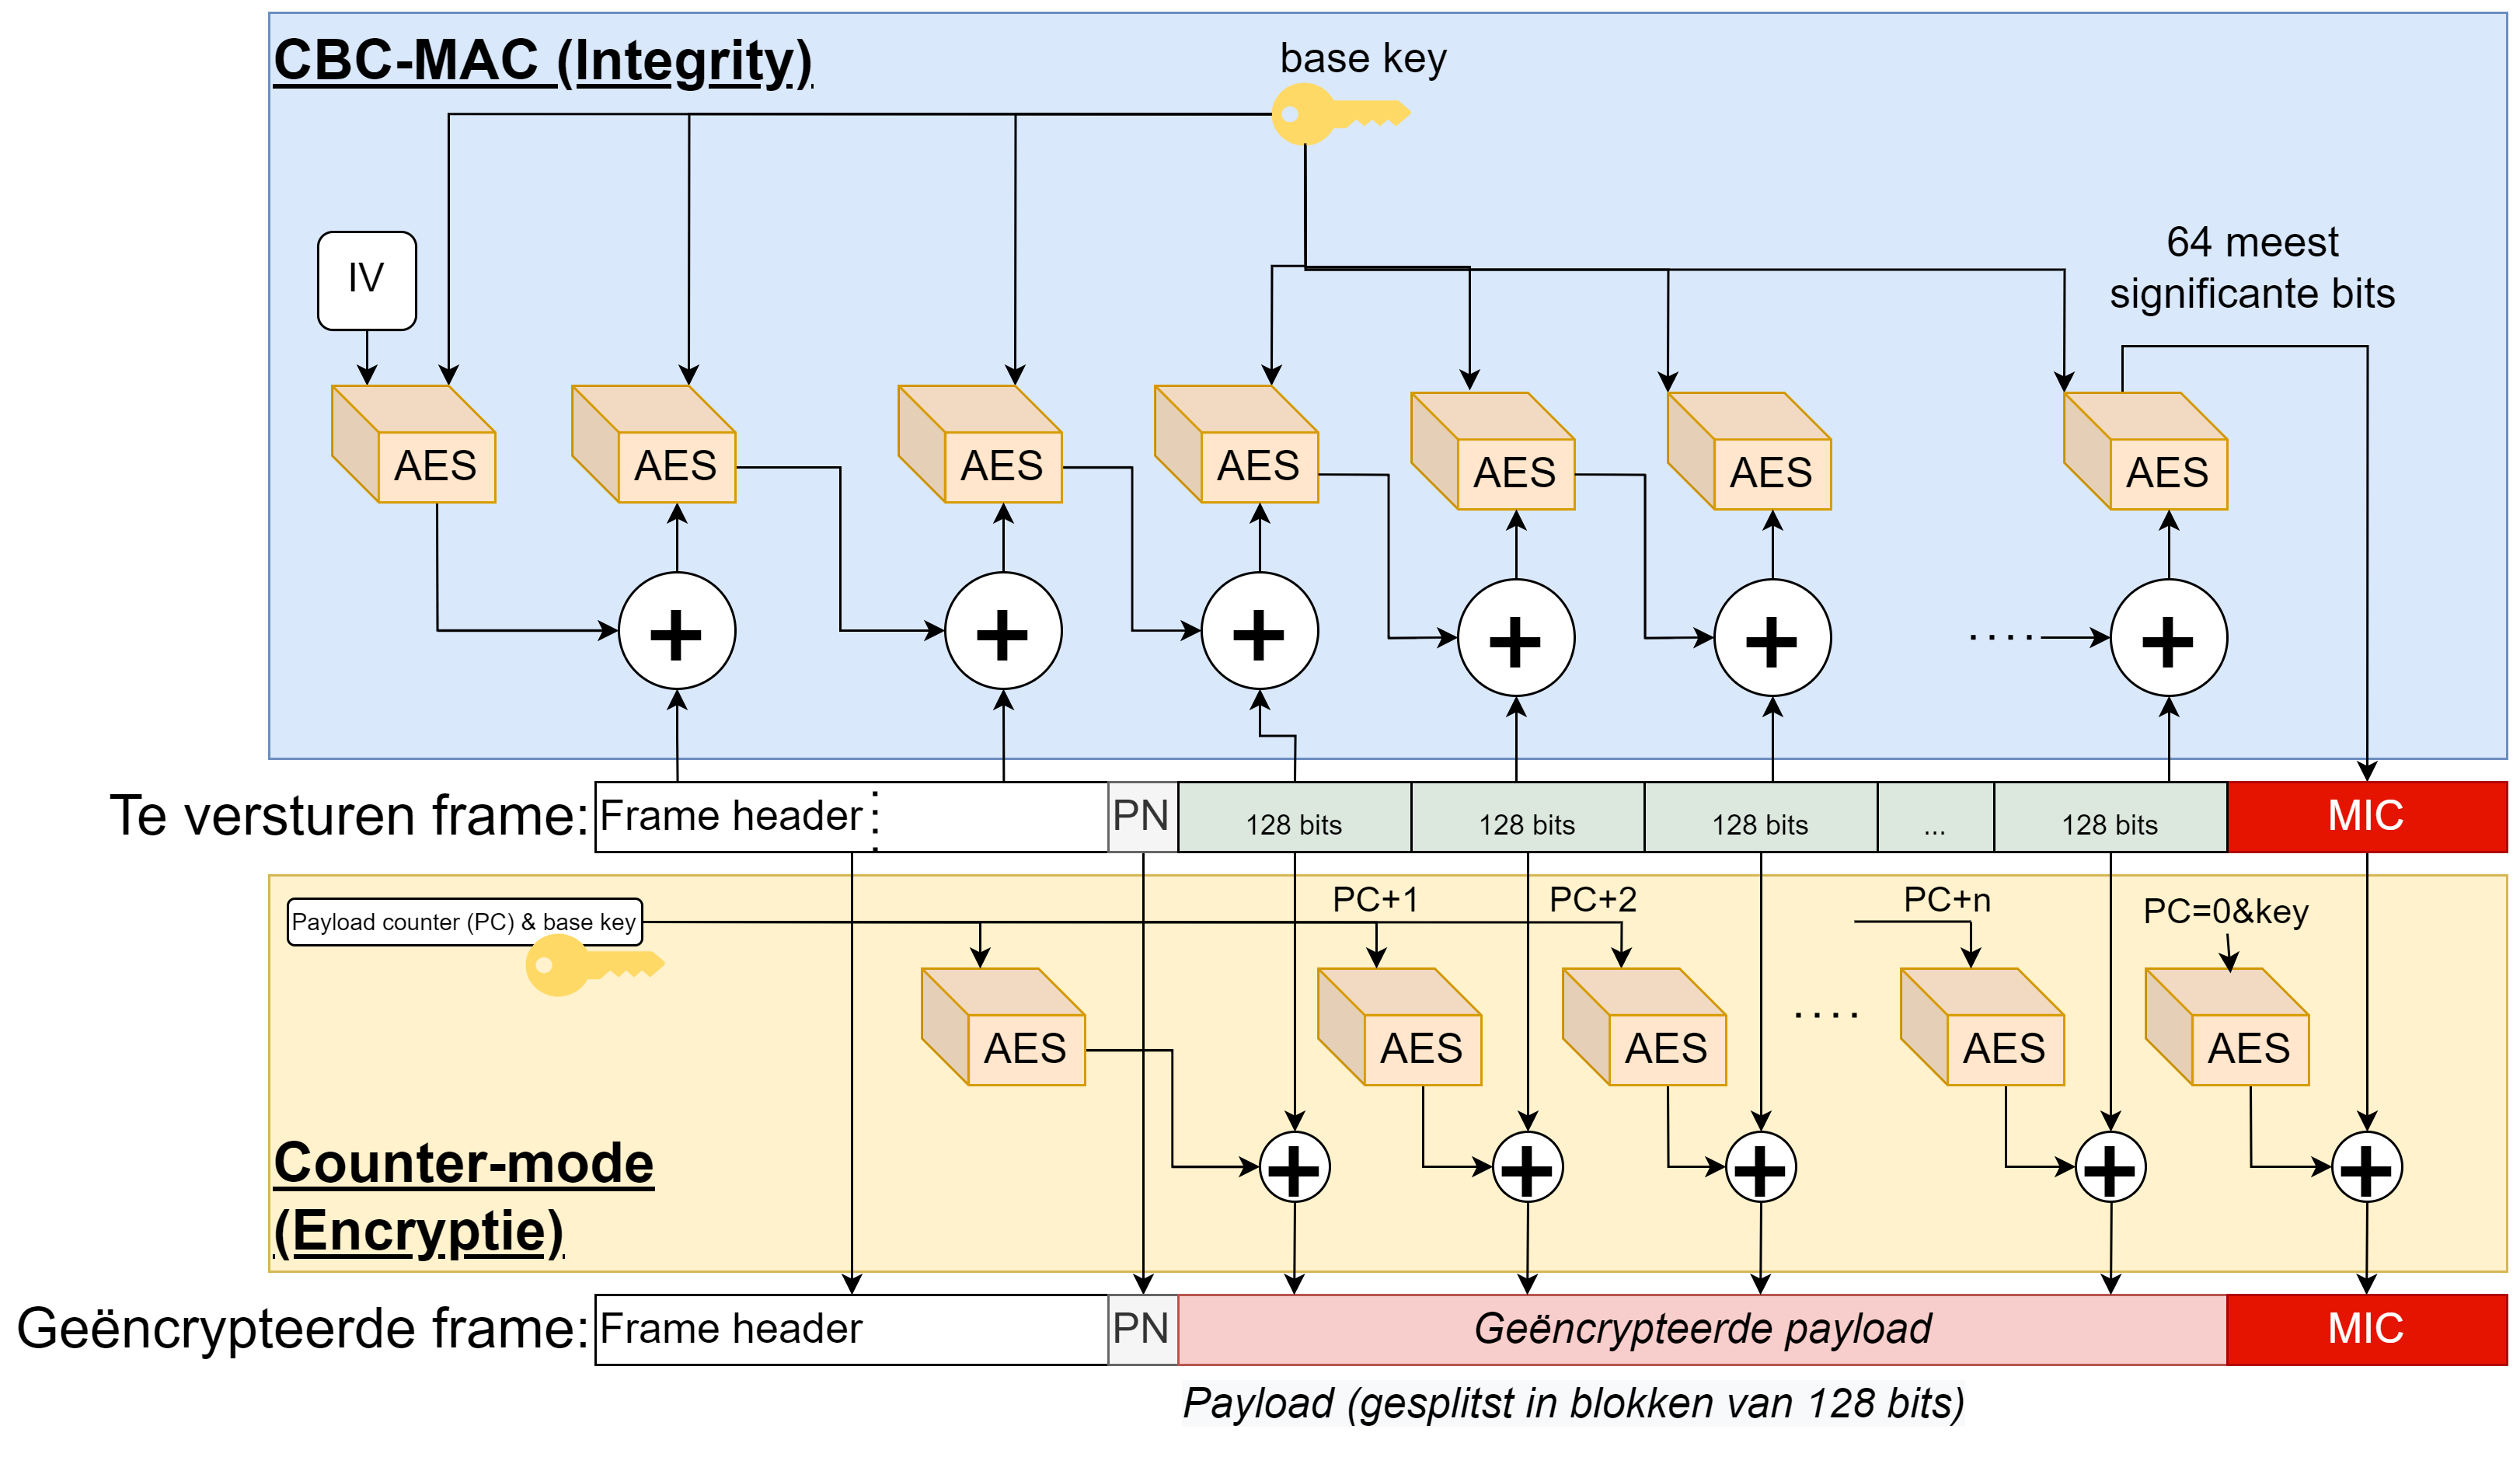 CBC-MAC (Integrity)
base key
IV
64 meest
significante bits
AES
AES
AES
AES
AES
AES
AES
+
+
+
+
+
....
+
Te versturen frame:
Frame header
PN
128 bits
128 bits
128 bits
...
128 bits
MIC
Payload counter (PC) & base key
PC+1
PC+2
PC+n
PC=0&key
AES
AES
AES
....
AES
AES
+
+
+
+
+
Counter-mode
(Encryptie)
Geëncrypteerde frame:
Frame header
PN
Geëncrypteerde payload
MIC
Payload (gesplitst in blokken van 128 bits)